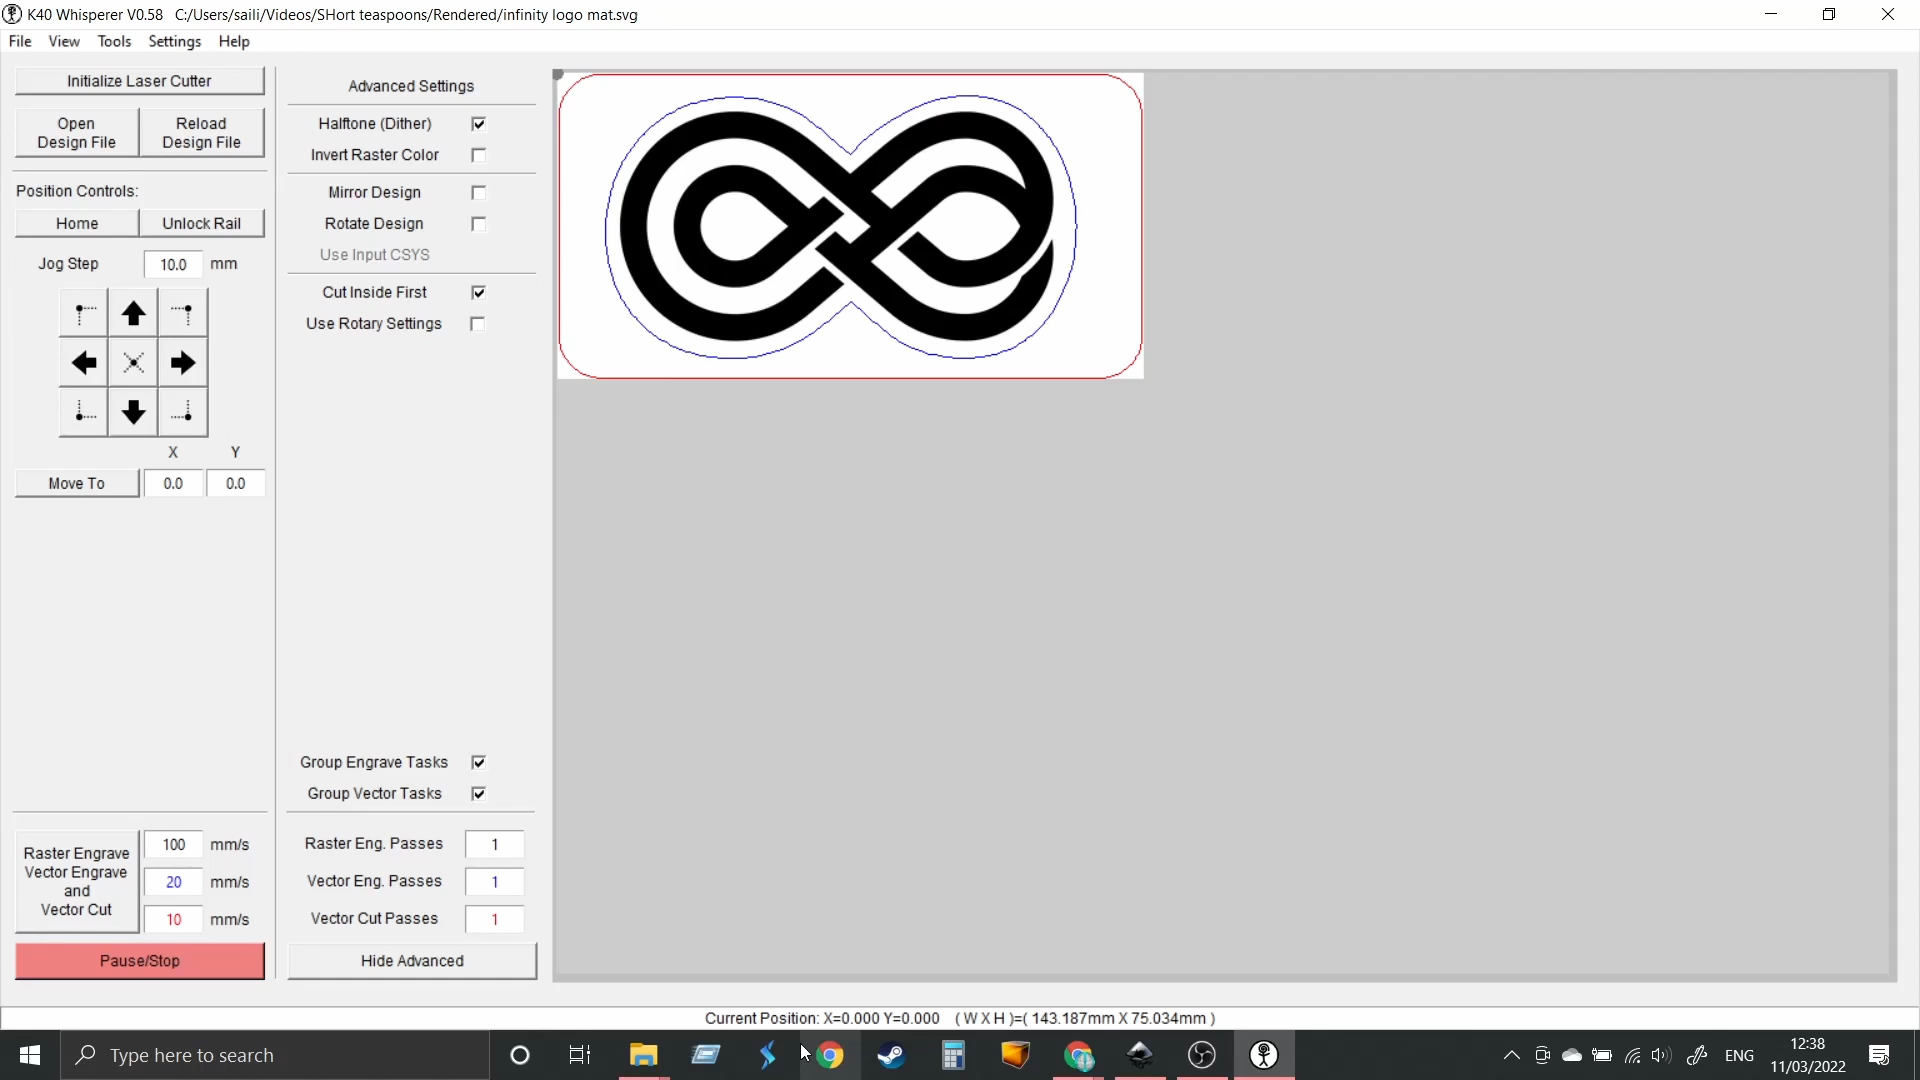 K40 Whisperer V0.58   C:/Users/saili/Videos/SHort teaspoons/Rendered/infinity logo mat.svg
File View Tools Settings Help
Initialize Laser Cutter
Open
Design File
Reload
Design File
Position Controls:
Home
Unlock Rail
Jog Step 10.0 mm
X Y
Move To 0.0 0.0
Raster Engrave
Vector Engrave
and
Vector Cut
100 mm/s
20 mm/s
10 mm/s
Pause/Stop
Advanced Settings
Halftone (Dither)
Invert Raster Color
Mirror Design
Rotate Design
Use Input CSYS
Cut Inside First
Use Rotary Settings
Group Engrave Tasks
Group Vector Tasks
Raster Eng. Passes 1
Vector Eng. Passes 1
Vector Cut Passes 1
Hide Advanced
Current Position: X=0.000 Y=0.000   ( W X H )=( 143.187mm X 75.034mm )
Type here to search
ENG
12:38
11/03/2022